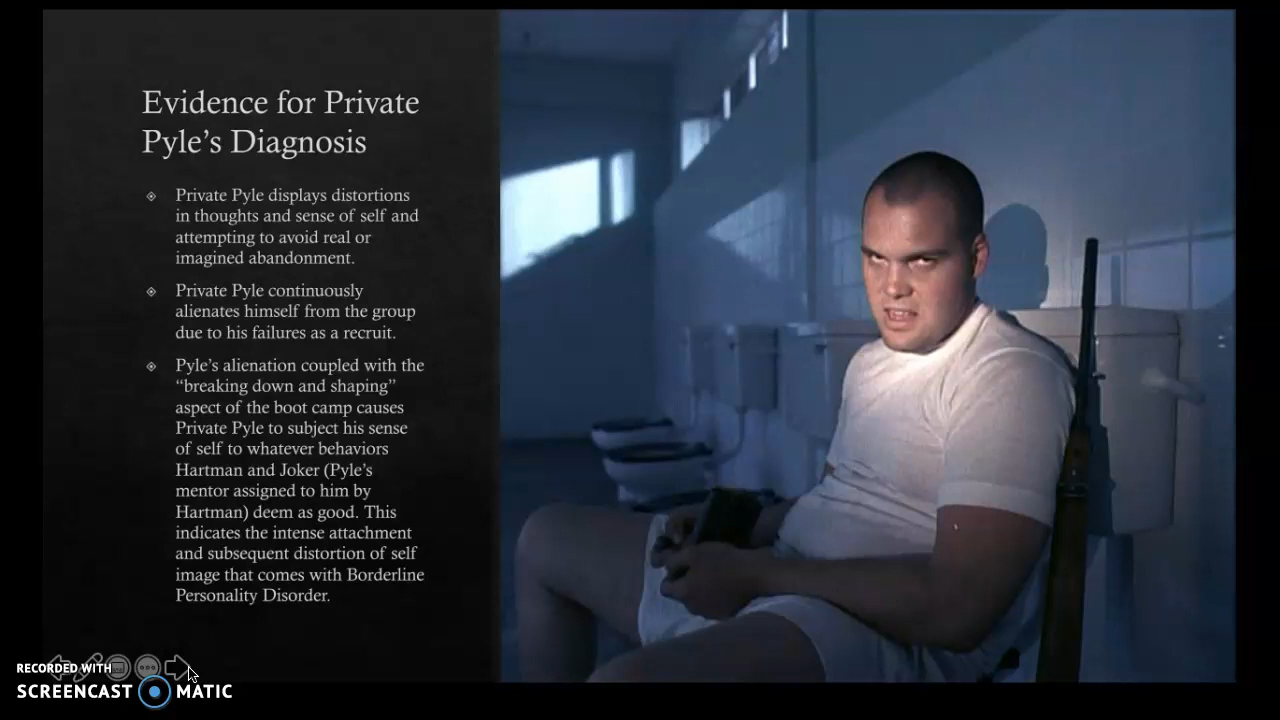 Evidence for Private
Pyle’s Diagnosis
Private Pyle displays distortions
in thoughts and sense of self and
attempting to avoid real or
imagined abandonment.
Private Pyle continuously
alienates himself from the group
due to his failures as a recruit.
Pyle’s alienation coupled with the
“breaking down and shaping”
aspect of the boot camp causes
Private Pyle to subject his sense
of self to whatever behaviors
Hartman and Joker (Pyle’s
mentor assigned to him by
Hartman) deem as good. This
indicates the intense attachment
and subsequent distortion of self
image that comes with Borderline
Personality Disorder.
RECORDED WITH
SCREENCAST MATIC